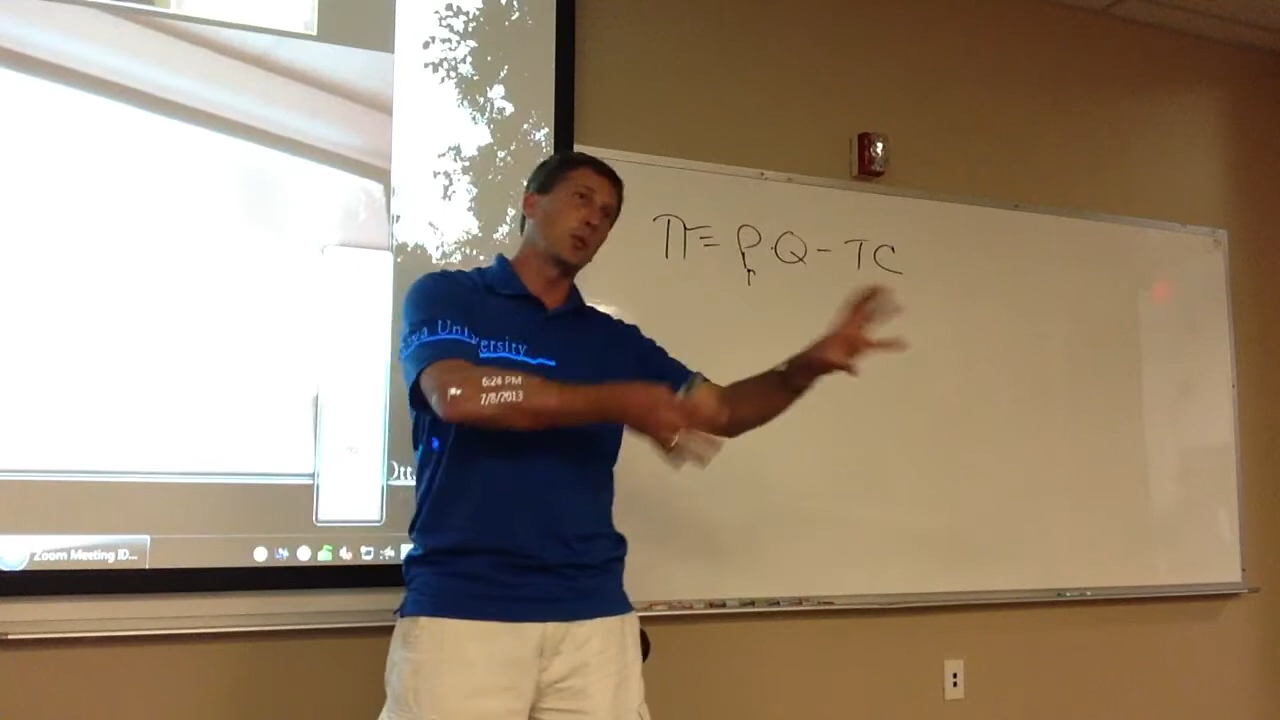 π = P · Q - TC
r
University
6:24 PM
7/8/2013
Zoom Meeting ID...